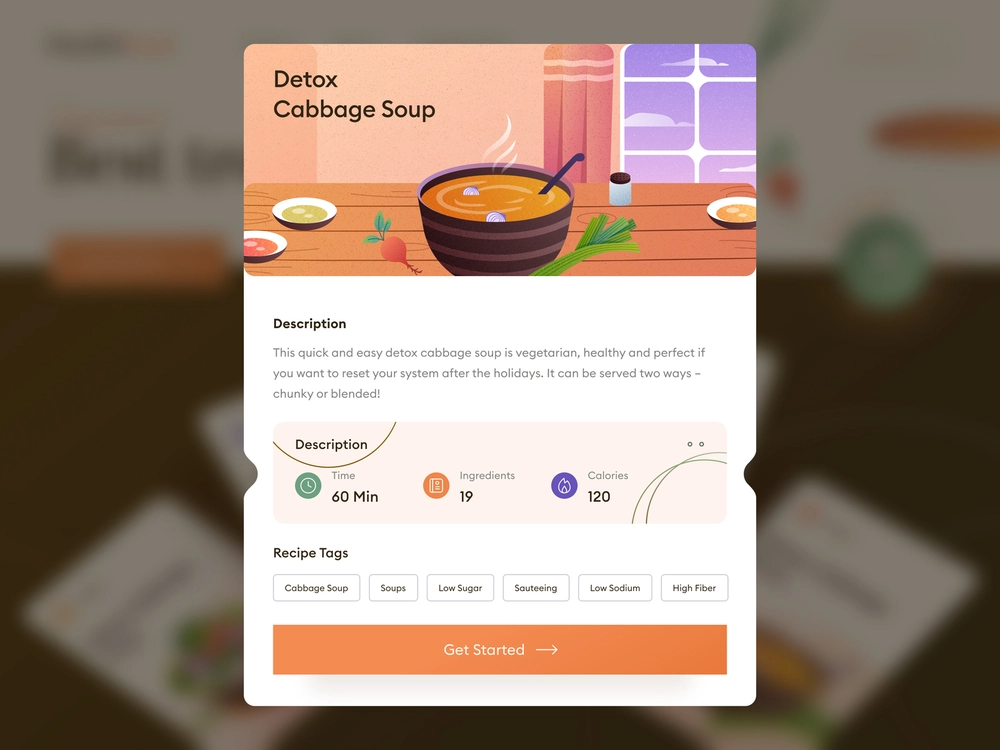 Detox
Cabbage Soup
Description
This quick and easy detox cabbage soup is vegetarian, healthy and perfect if
you want to reset your system after the holidays. It can be served two ways –
chunky or blended!
Description
Time
60 Min
Ingredients
19
Calories
120
Recipe Tags
Cabbage Soup
Soups
Low Sugar
Sauteeing
Low Sodium
High Fiber
Get Started